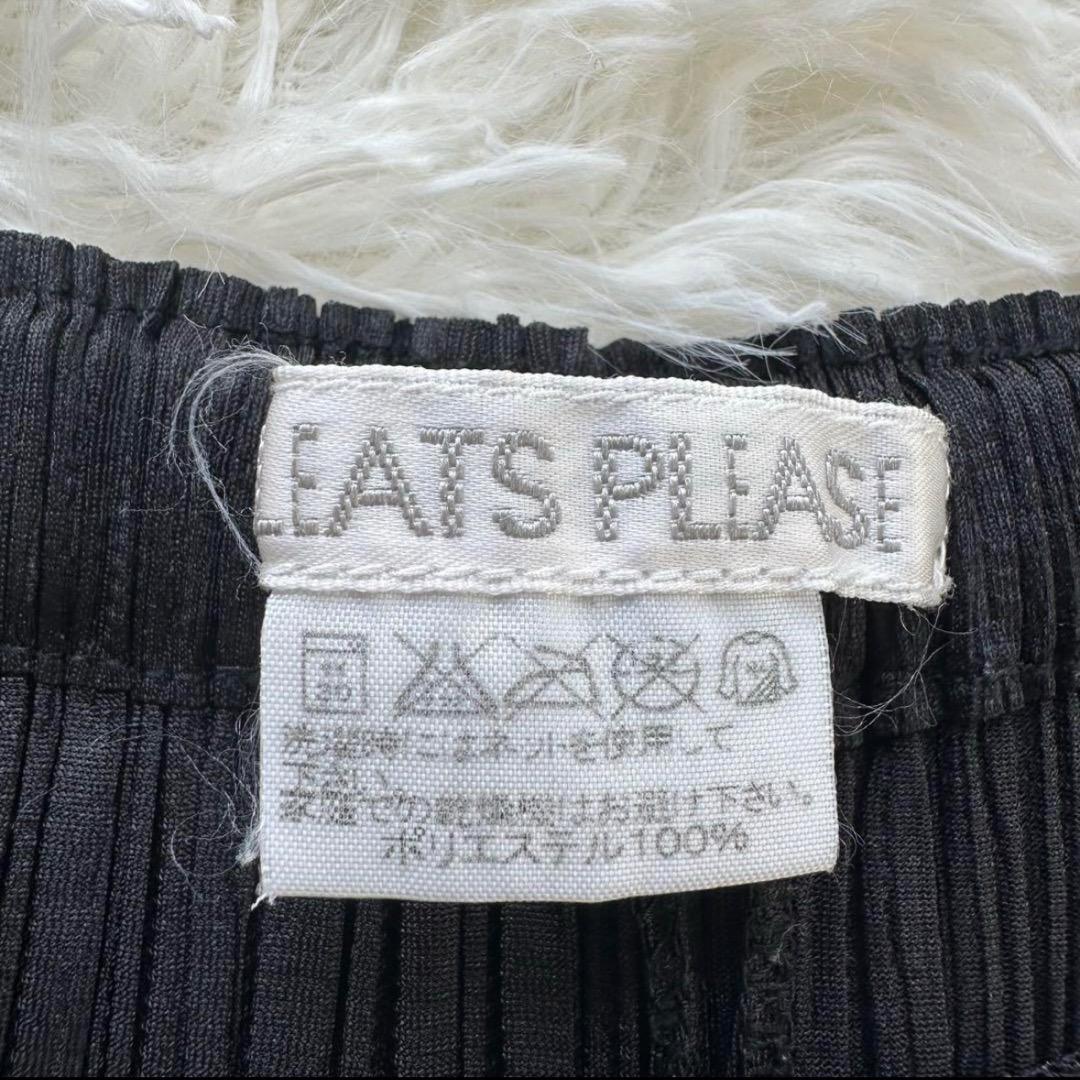 LEATS PLEASE
洗濯時にはネットを使用して
下さい。
家庭での乾燥機はお避け下さい。
ポリエステル100%